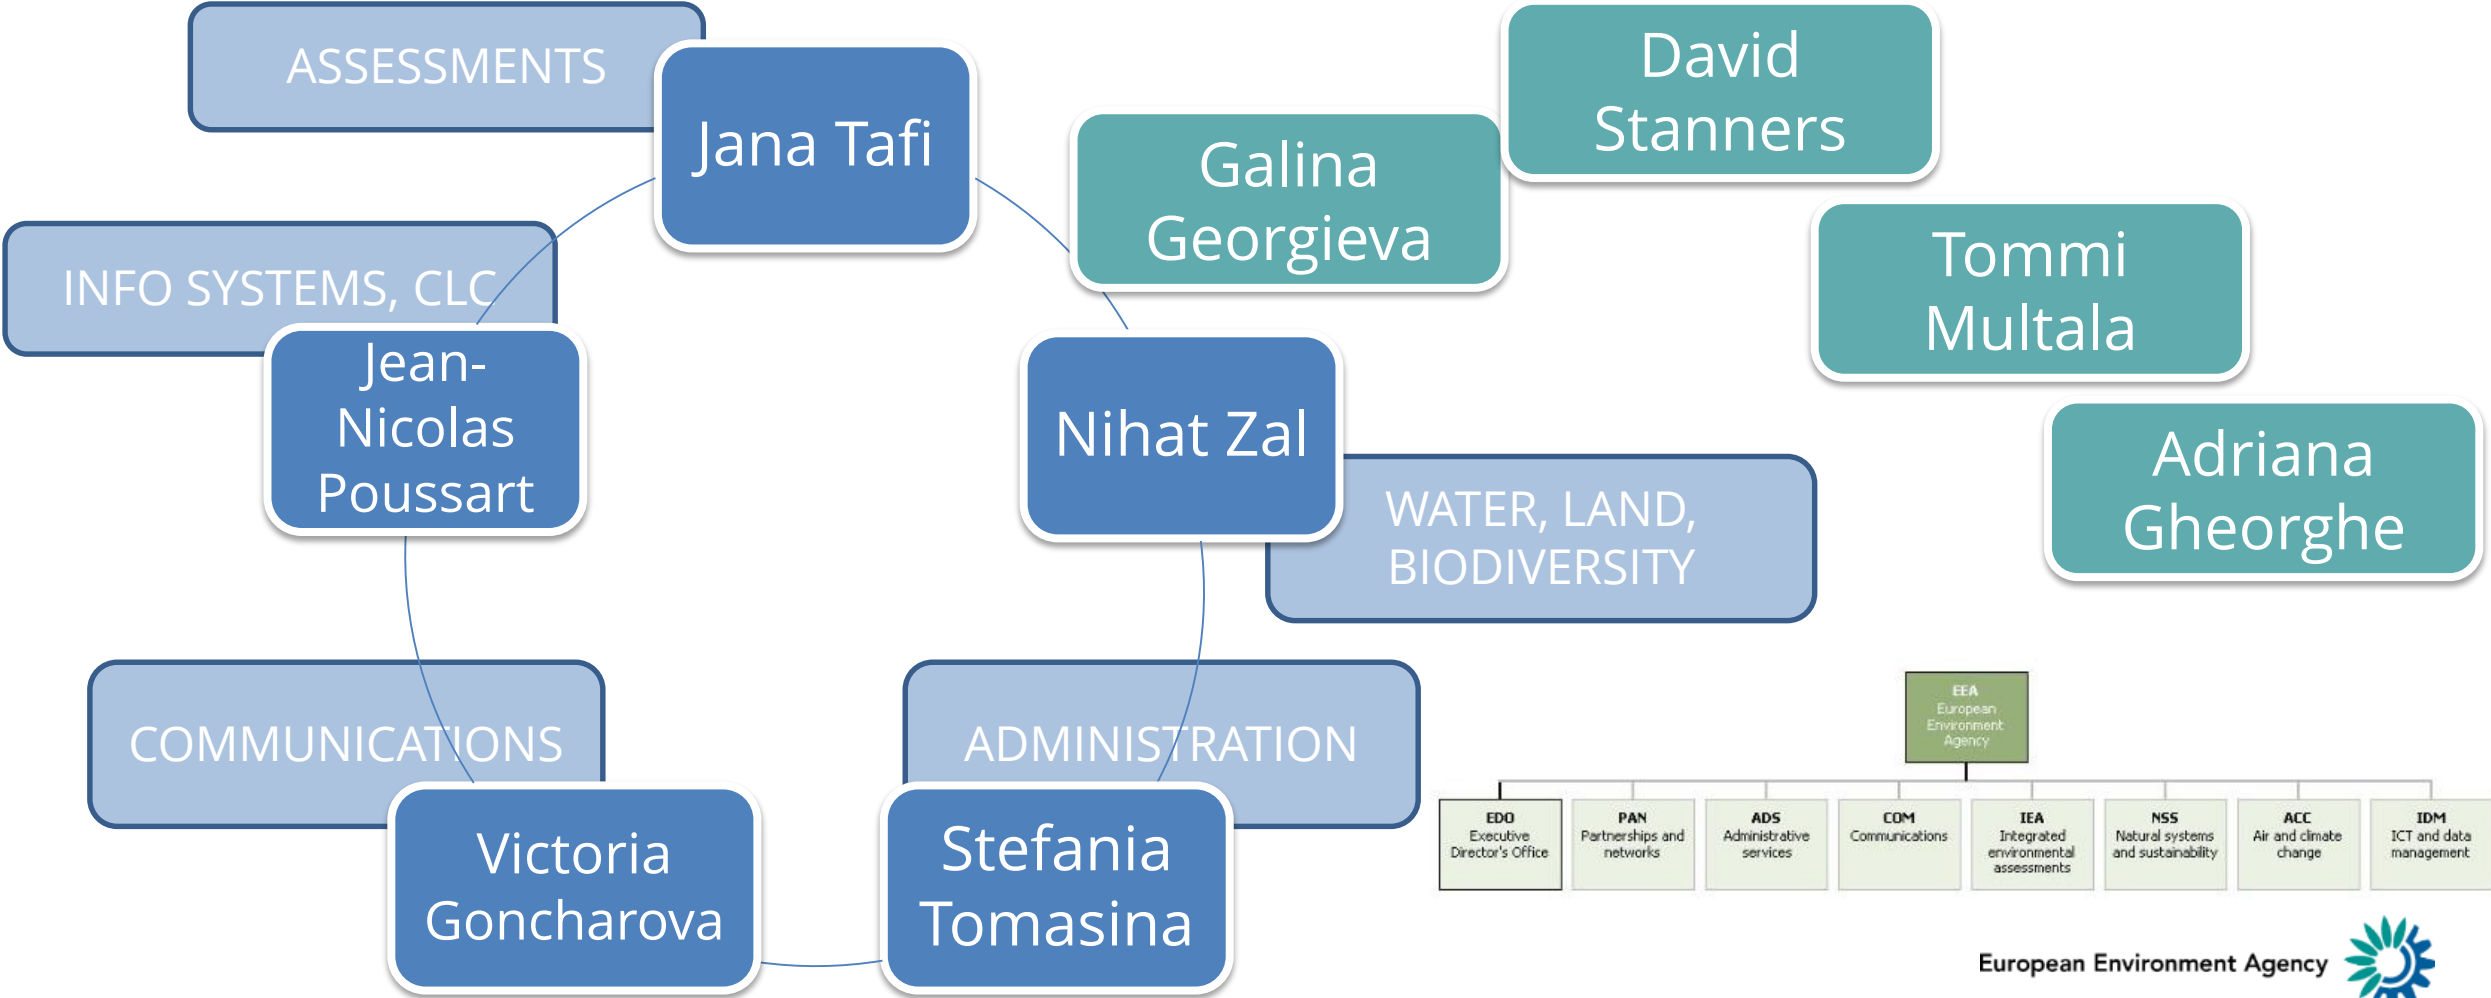 ASSESSMENTS
Jana Tafi
David
Stanners
Galina
Georgieva
INFO SYSTEMS, CLC
Tommi
Multala
Jean-
Nicolas
Poussart
Nihat Zal
Adriana
Gheorghe
WATER, LAND,
BIODIVERSITY
COMMUNICATIONS
ADMINISTRATION
Victoria
Goncharova
Stefania
Tomasina
EEA
European
Environment
Agency
EDO
Executive
Director's Office
PAN
Partnerships and
networks
ADS
Administrative
services
COM
Communications
IEA
Integrated
environmental
assessments
NSS
Natural systems
and sustainability
ACC
Air and climate
change
IDM
ICT and data
management
European Environment Agency